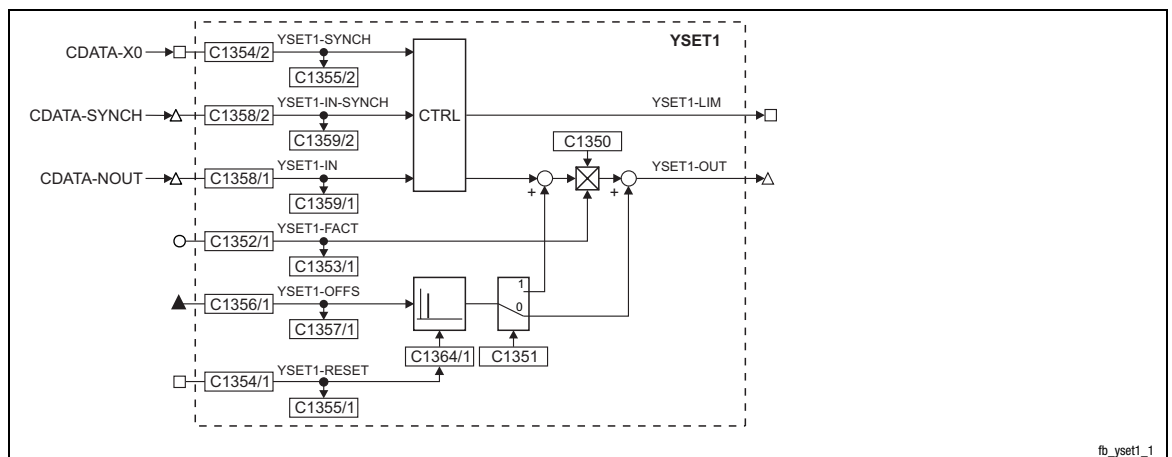 YSET1
CDATA-X0
C1354/2
YSET1-SYNCH
C1355/2
CDATA-SYNCH
C1358/2
YSET1-IN-SYNCH
C1359/2
CTRL
YSET1-LIM
CDATA-NOUT
C1358/1
YSET1-IN
C1359/1
C1350
+
+
YSET1-OUT
C1352/1
YSET1-FACT
C1353/1
C1356/1
YSET1-OFFS
C1357/1
1
0
C1364/1
C1351
C1354/1
YSET1-RESET
C1355/1
fb_yset1_1